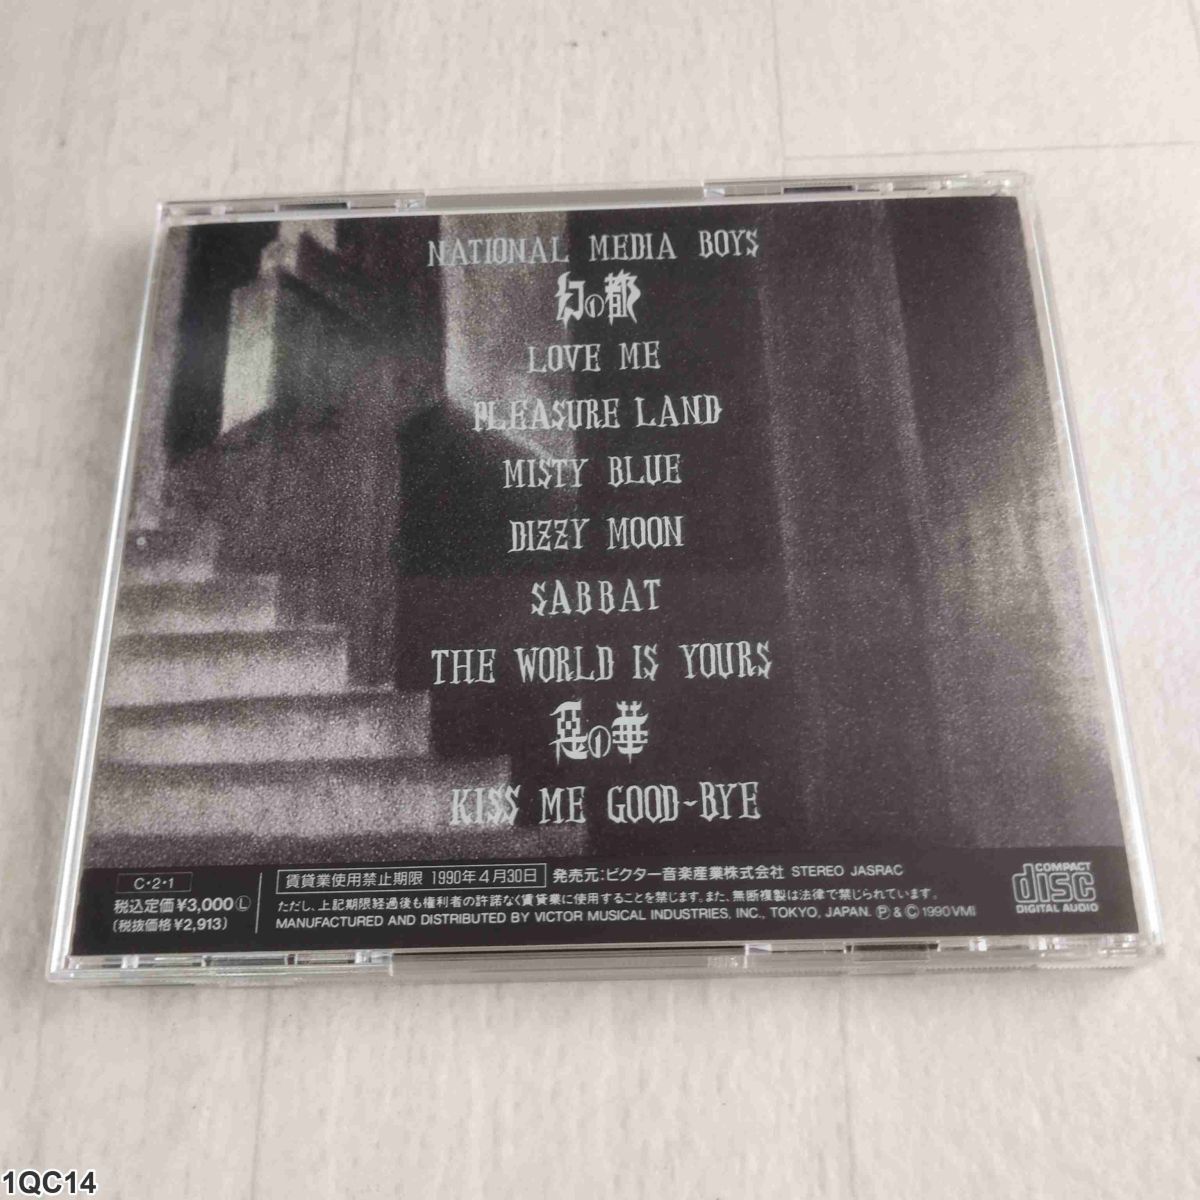 NATIONAL MEDIA BOYS
幻の都
LOVE ME
PLEASURE LAND
MISTY BLUE
DIZZY MOON
SABBAT
THE WORLD IS YOURS
惡の華
KISS ME GOOD-BYE
C・2・1
税込定価¥3,000Ⓛ
(税抜価格¥2,913)
賃貸業使用禁止期限 1990年4月30日 発売元:ビクター音楽産業株式会社 STEREO JASRAC
ただし、上記期限経過後も権利者の許諾なく賃貸業に使用することを禁じます。また、無断複製は法律で禁じられています。
MANUFACTURED AND DISTRIBUTED BY VICTOR MUSICAL INDUSTRIES, INC., TOKYO, JAPAN. Ⓟ & Ⓒ 1990 VMI
COMPACT
disc
DIGITAL AUDIO
1QC14